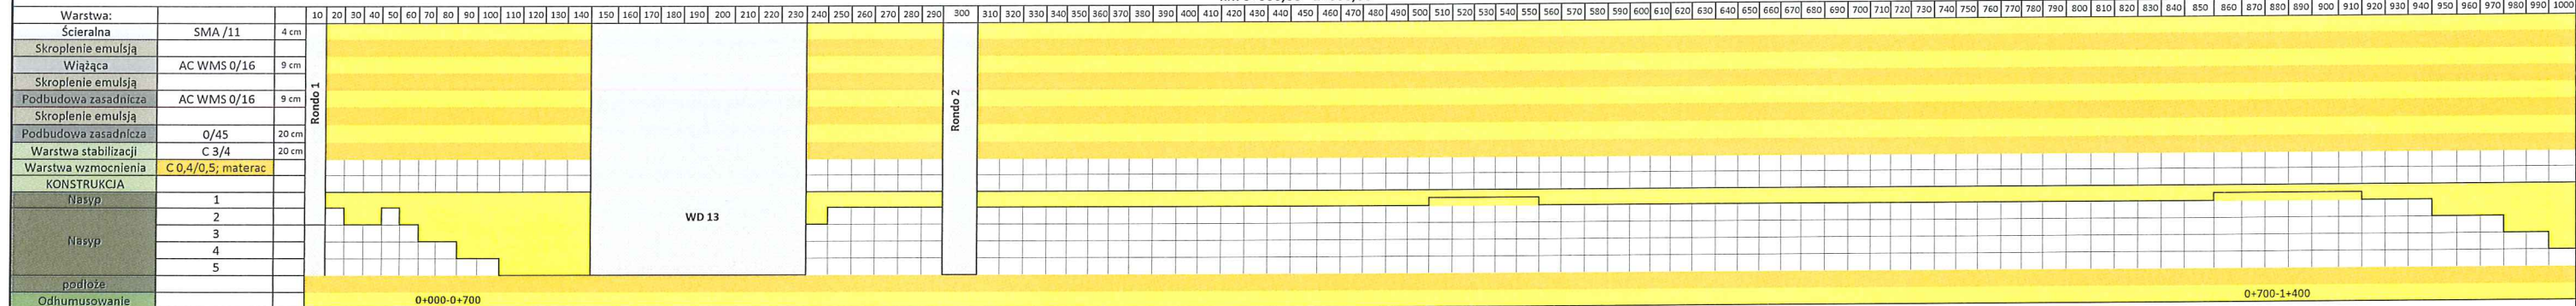 Warstwa: 10 20 30 40 50 60 70 80 90 100 110 120 130 140 150 160 170 180 190 200 210 220 230 240 250 260 270 280 290 300 310 320 330 340 350 360 370 380 390 400 410 420 430 440 450 460 470 480 490 500 510 520 530 540 550 560 570 580 590 600 610 620 630 640 650 660 670 680 690 700 710 720 730 740 750 760 770 780 790 800 810 820 830 840 850 860 870 880 890 900 910 920 930 940 950 960 970 980 990 1000
Ścieralna SMA /11 4 cm
Skroplenie emulsją
Wiążąca AC WMS 0/16 9 cm
Skroplenie emulsją
Podbudowa zasadnicza AC WMS 0/16 9 cm
Skroplenie emulsją
Podbudowa zasadnicza 0/45 20 cm
Warstwa stabilizacji C 3/4 20 cm
Warstwa wzmocnienia C 0,4/0,5; materac
KONSTRUKCJA
Rondo 1
Rondo 2
Nasyp 1
2
WD 13
3
Nasyp
4
5
podłoże
Odhumusowanie 0+000-0+700 0+700-1+400